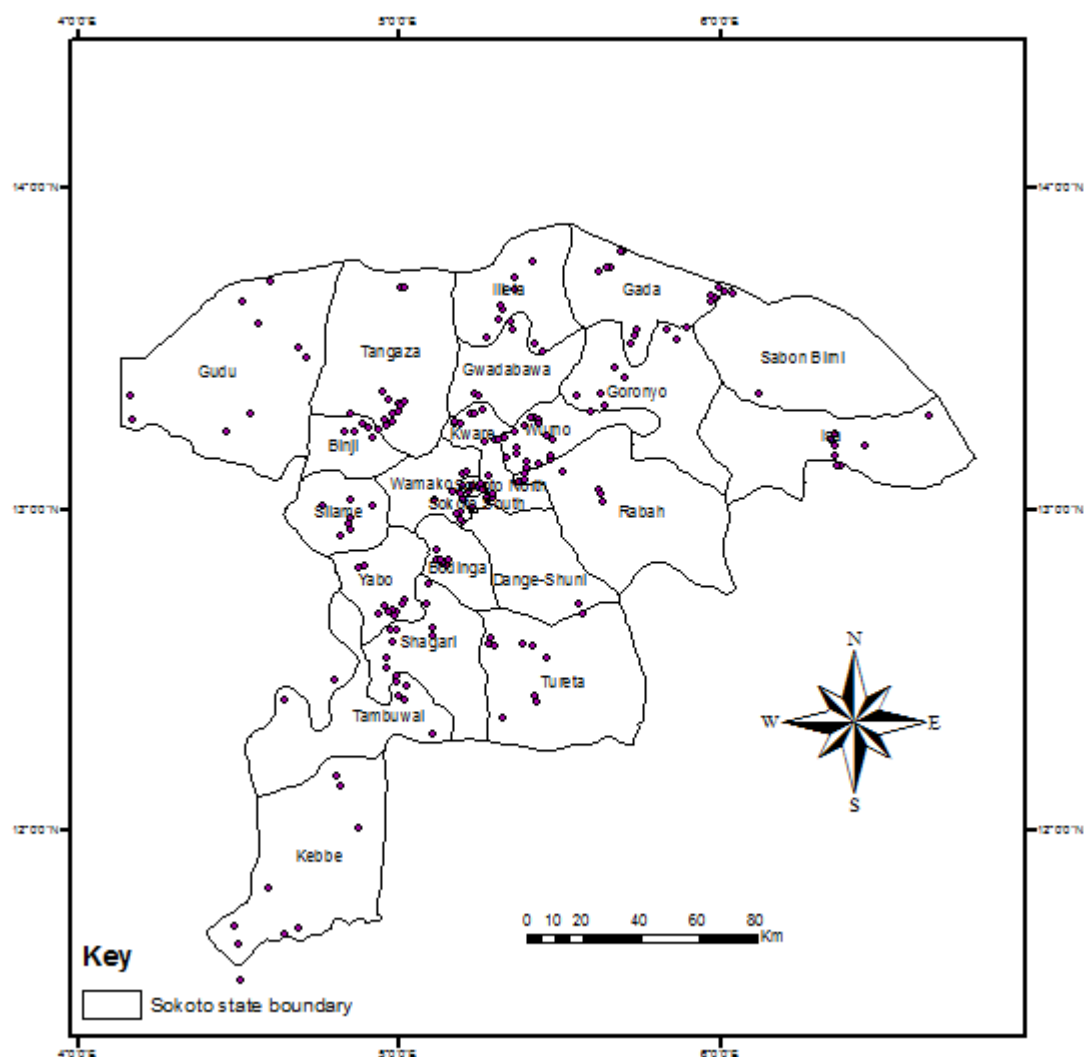 4°0'0"E 5°0'0"E 6°0'0"E
14°0'0"N 14°0'0"N
Illela
Gada
Tangaza
Sabon Birni
Gudu
Gwadabawa
Goronyo
Kware
Wurno
Isa
Binji
Wamako
Sokoto North
Sokoto South
13°0'0"N 13°0'0"N
Silame
Rabah
Bodinga
Yabo
Dange-Shuni
Shagari
N
Tureta
Tambuwal
W E
S
12°0'0"N 12°0'0"N
Kebbe
0 10 20 40 60 80
Km
Key
Sokoto state boundary
4°0'0"E 5°0'0"E 6°0'0"E